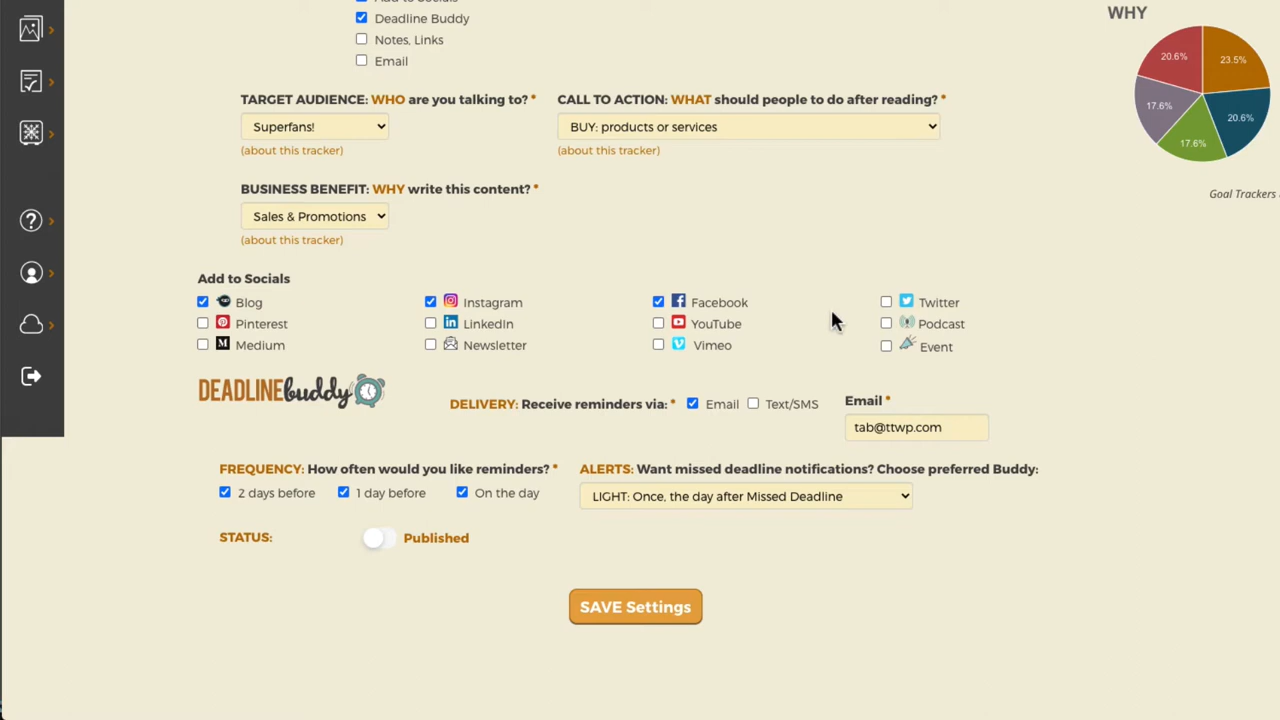 Add to Socials
WHY
Deadline Buddy
Notes, Links
Email
20.6%
23.5%
17.6%
20.6%
17.6%
TARGET AUDIENCE: WHO are you talking to? *
CALL TO ACTION: WHAT should people to do after reading? *
Superfans!
BUY: products or services
(about this tracker)
(about this tracker)
BUSINESS BENEFIT: WHY write this content? *
Goal Trackers
Sales & Promotions
(about this tracker)
Add to Socials
Blog
Instagram
Facebook
Twitter
Pinterest
LinkedIn
YouTube
Podcast
Medium
Newsletter
Vimeo
Event
DEADLINEbuddy
DELIVERY: Receive reminders via: *
Email
Text/SMS
Email *
tab@ttwp.com
FREQUENCY: How often would you like reminders? *
ALERTS: Want missed deadline notifications? Choose preferred Buddy:
2 days before
1 day before
On the day
LIGHT: Once, the day after Missed Deadline
STATUS:
Published
SAVE Settings